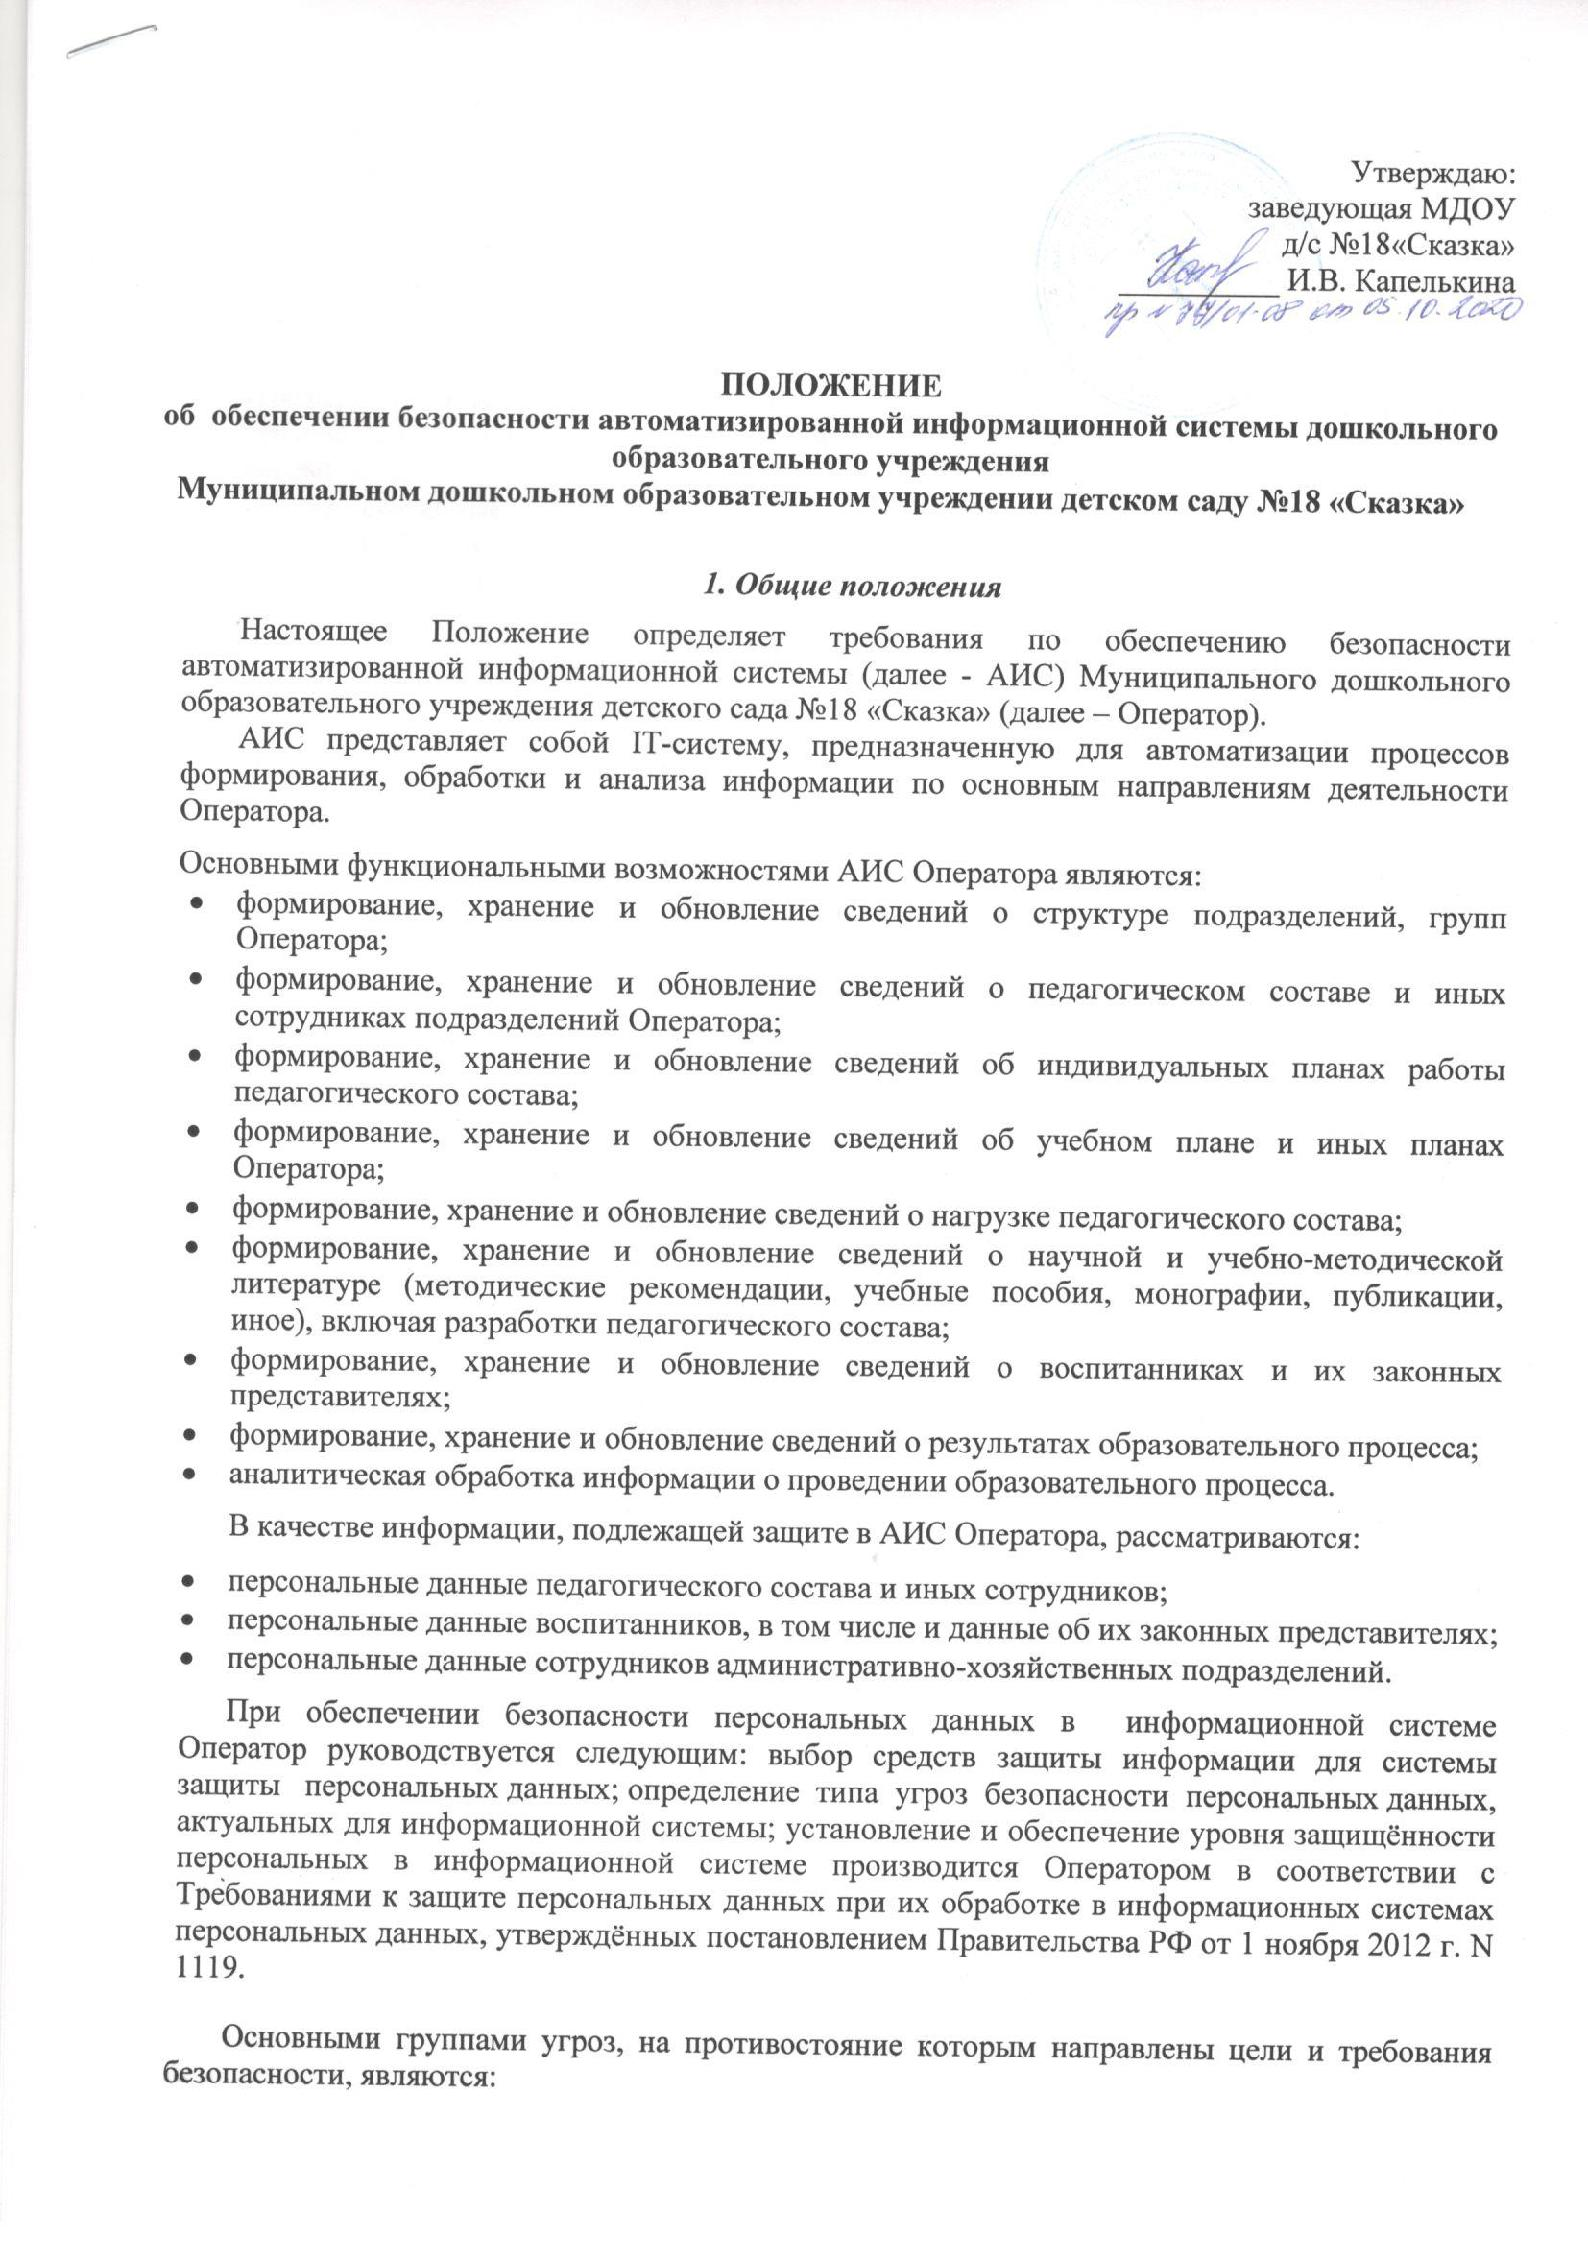 Утверждаю:
заведующая МДОУ
д/с №18«Сказка»
__________ И.В. Капелькина
пр № /01-08 от 05.10.2020
ПОЛОЖЕНИЕ
об обеспечении безопасности автоматизированной информационной системы дошкольного
образовательного учреждения
Муниципальном дошкольном образовательном учреждении детском саду №18 «Сказка»
1. Общие положения
Настоящее Положение определяет требования по обеспечению безопасности
автоматизированной информационной системы (далее - АИС) Муниципального дошкольного
образовательного учреждения детского сада №18 «Сказка» (далее – Оператор).
АИС представляет собой IT-систему, предназначенную для автоматизации процессов
формирования, обработки и анализа информации по основным направлениям деятельности
Оператора.
Основными функциональными возможностями АИС Оператора являются:
• формирование, хранение и обновление сведений о структуре подразделений, групп
Оператора;
• формирование, хранение и обновление сведений о педагогическом составе и иных
сотрудниках подразделений Оператора;
• формирование, хранение и обновление сведений об индивидуальных планах работы
педагогического состава;
• формирование, хранение и обновление сведений об учебном плане и иных планах
Оператора;
• формирование, хранение и обновление сведений о нагрузке педагогического состава;
• формирование, хранение и обновление сведений о научной и учебно-методической
литературе (методические рекомендации, учебные пособия, монографии, публикации,
иное), включая разработки педагогического состава;
• формирование, хранение и обновление сведений о воспитанниках и их законных
представителях;
• формирование, хранение и обновление сведений о результатах образовательного процесса;
• аналитическая обработка информации о проведении образовательного процесса.
В качестве информации, подлежащей защите в АИС Оператора, рассматриваются:
• персональные данные педагогического состава и иных сотрудников;
• персональные данные воспитанников, в том числе и данные об их законных представителях;
• персональные данные сотрудников административно-хозяйственных подразделений.
При обеспечении безопасности персональных данных в информационной системе
Оператор руководствуется следующим: выбор средств защиты информации для системы
защиты персональных данных; определение типа угроз безопасности персональных данных,
актуальных для информационной системы; установление и обеспечение уровня защищённости
персональных в информационной системе производится Оператором в соответствии с
Требованиями к защите персональных данных при их обработке в информационных системах
персональных данных, утверждённых постановлением Правительства РФ от 1 ноября 2012 г. N
1119.
Основными группами угроз, на противостояние которым направлены цели и требования
безопасности, являются: